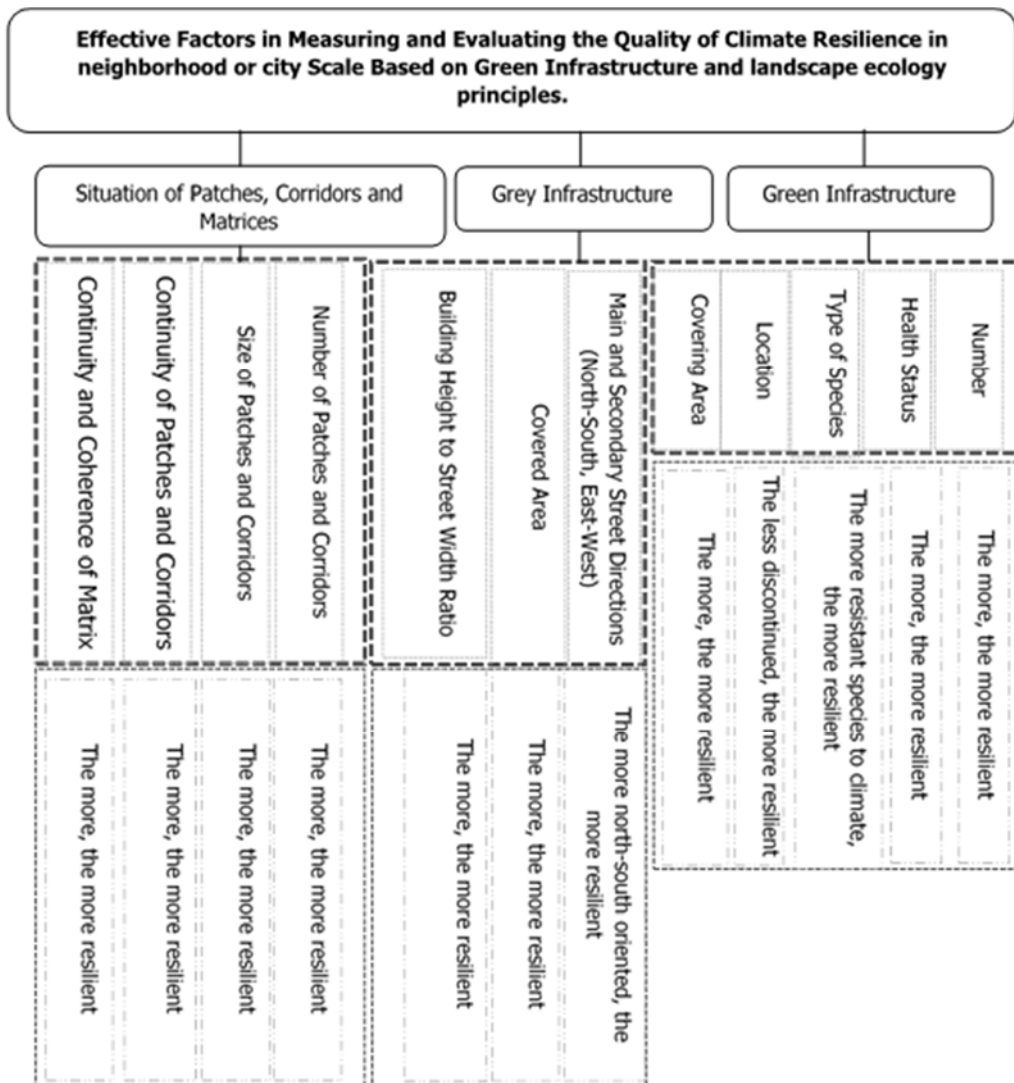 Effective Factors in Measuring and Evaluating the Quality of Climate Resilience in
neighborhood or city Scale Based on Green Infrastructure and landscape ecology
principles.
Situation of Patches, Corridors and
Matrices
Grey Infrastructure
Green Infrastructure
Continuity and Coherence of Matrix
Continuity of Patches and Corridors
Size of Patches and Corridors
Number of Patches and Corridors
Building Height to Street Width Ratio
Covered Area
Main and Secondary Street Directions
(North-South, East-West)
Covering Area
Location
Type of Species
Health Status
Number
The more, the more resilient
The more, the more resilient
The more, the more resilient
The more, the more resilient
The more, the more resilient
The more, the more resilient
The more north-south oriented, the
more resilient
The more, the more resilient
The less discontinued, the more resilient
The more resistant species to climate,
the more resilient
The more, the more resilient
The more, the more resilient